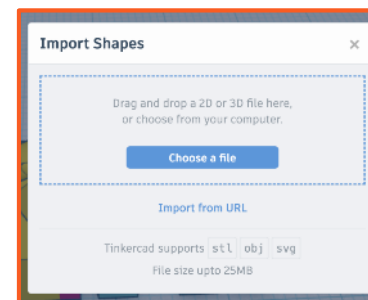 Import Shapes ×
Drag and drop a 2D or 3D file here,
or choose from your computer.
Choose a file
Import from URL
Tinkercad supports stl obj svg
File size upto 25MB